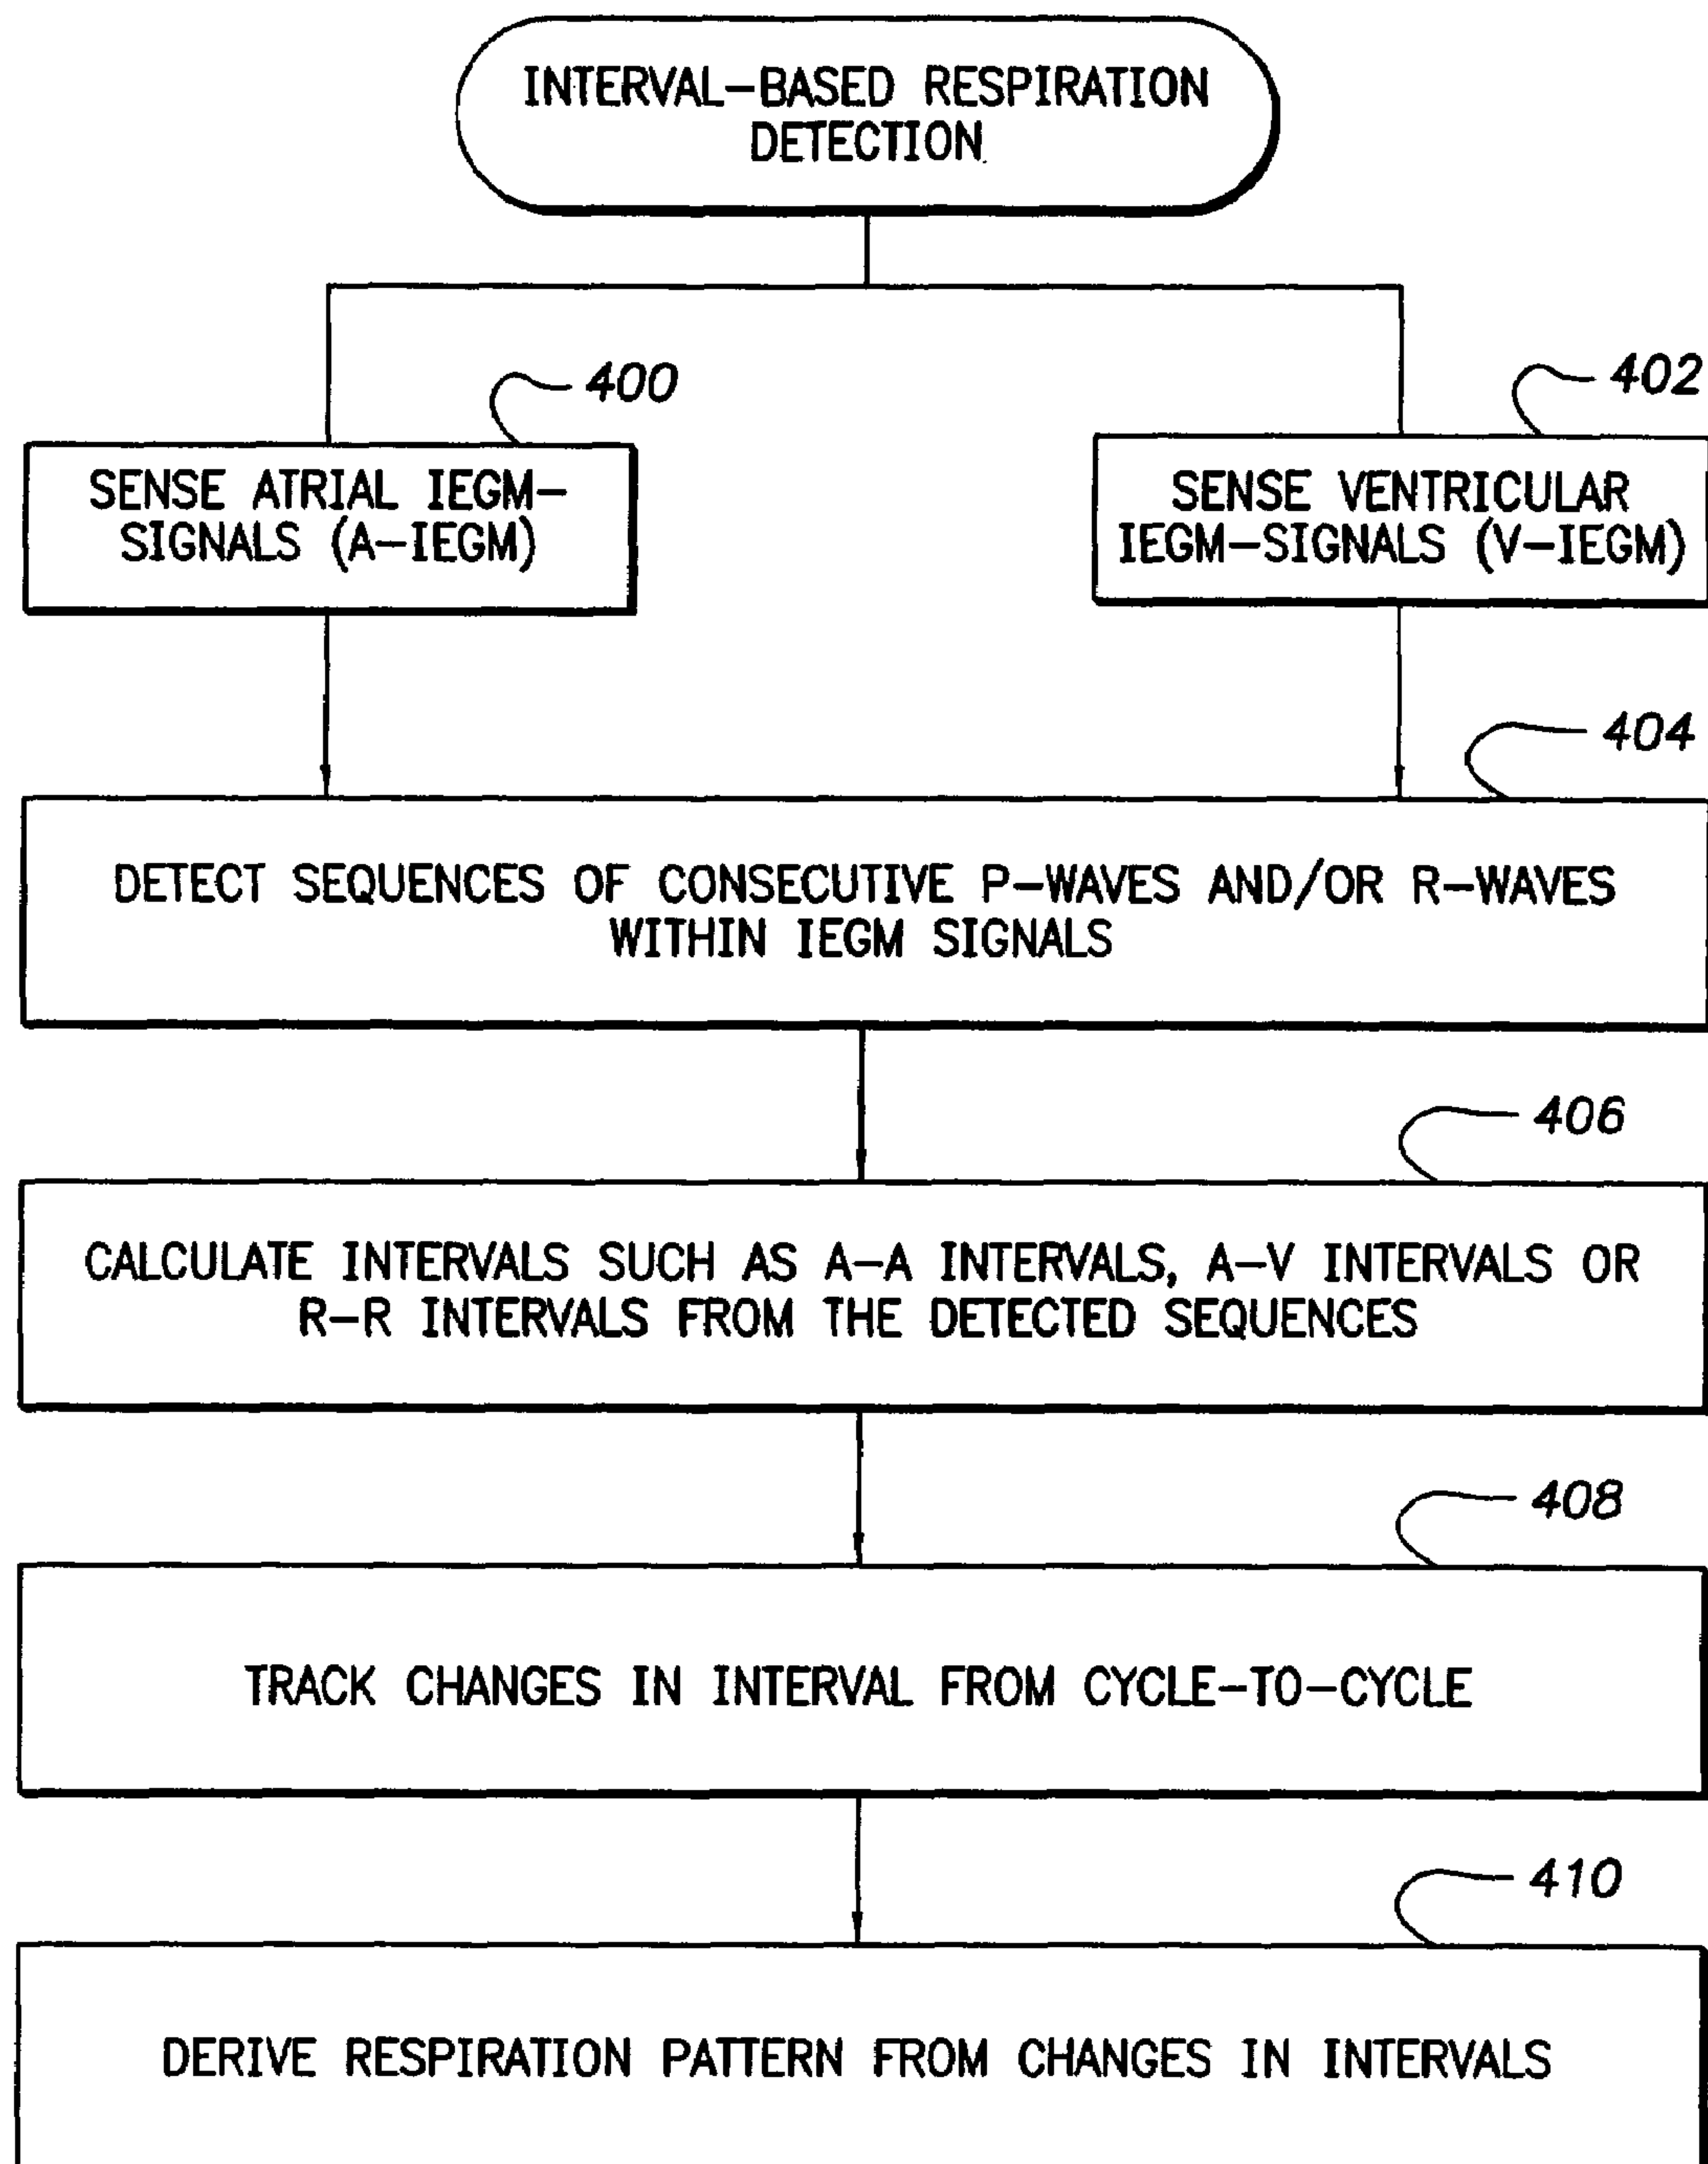 INTERVAL-BASED RESPIRATION
DETECTION
400
402
SENSE ATRIAL IEGM-
SIGNALS (A-IEGM)
SENSE VENTRICULAR
IEGM-SIGNALS (V-IEGM)
404
DETECT SEQUENCES OF CONSECUTIVE P-WAVES AND/OR R-WAVES
WITHIN IEGM SIGNALS
406
CALCULATE INTERVALS SUCH AS A-A INTERVALS, A-V INTERVALS OR
R-R INTERVALS FROM THE DETECTED SEQUENCES
408
TRACK CHANGES IN INTERVAL FROM CYCLE-TO-CYCLE
410
DERIVE RESPIRATION PATTERN FROM CHANGES IN INTERVALS